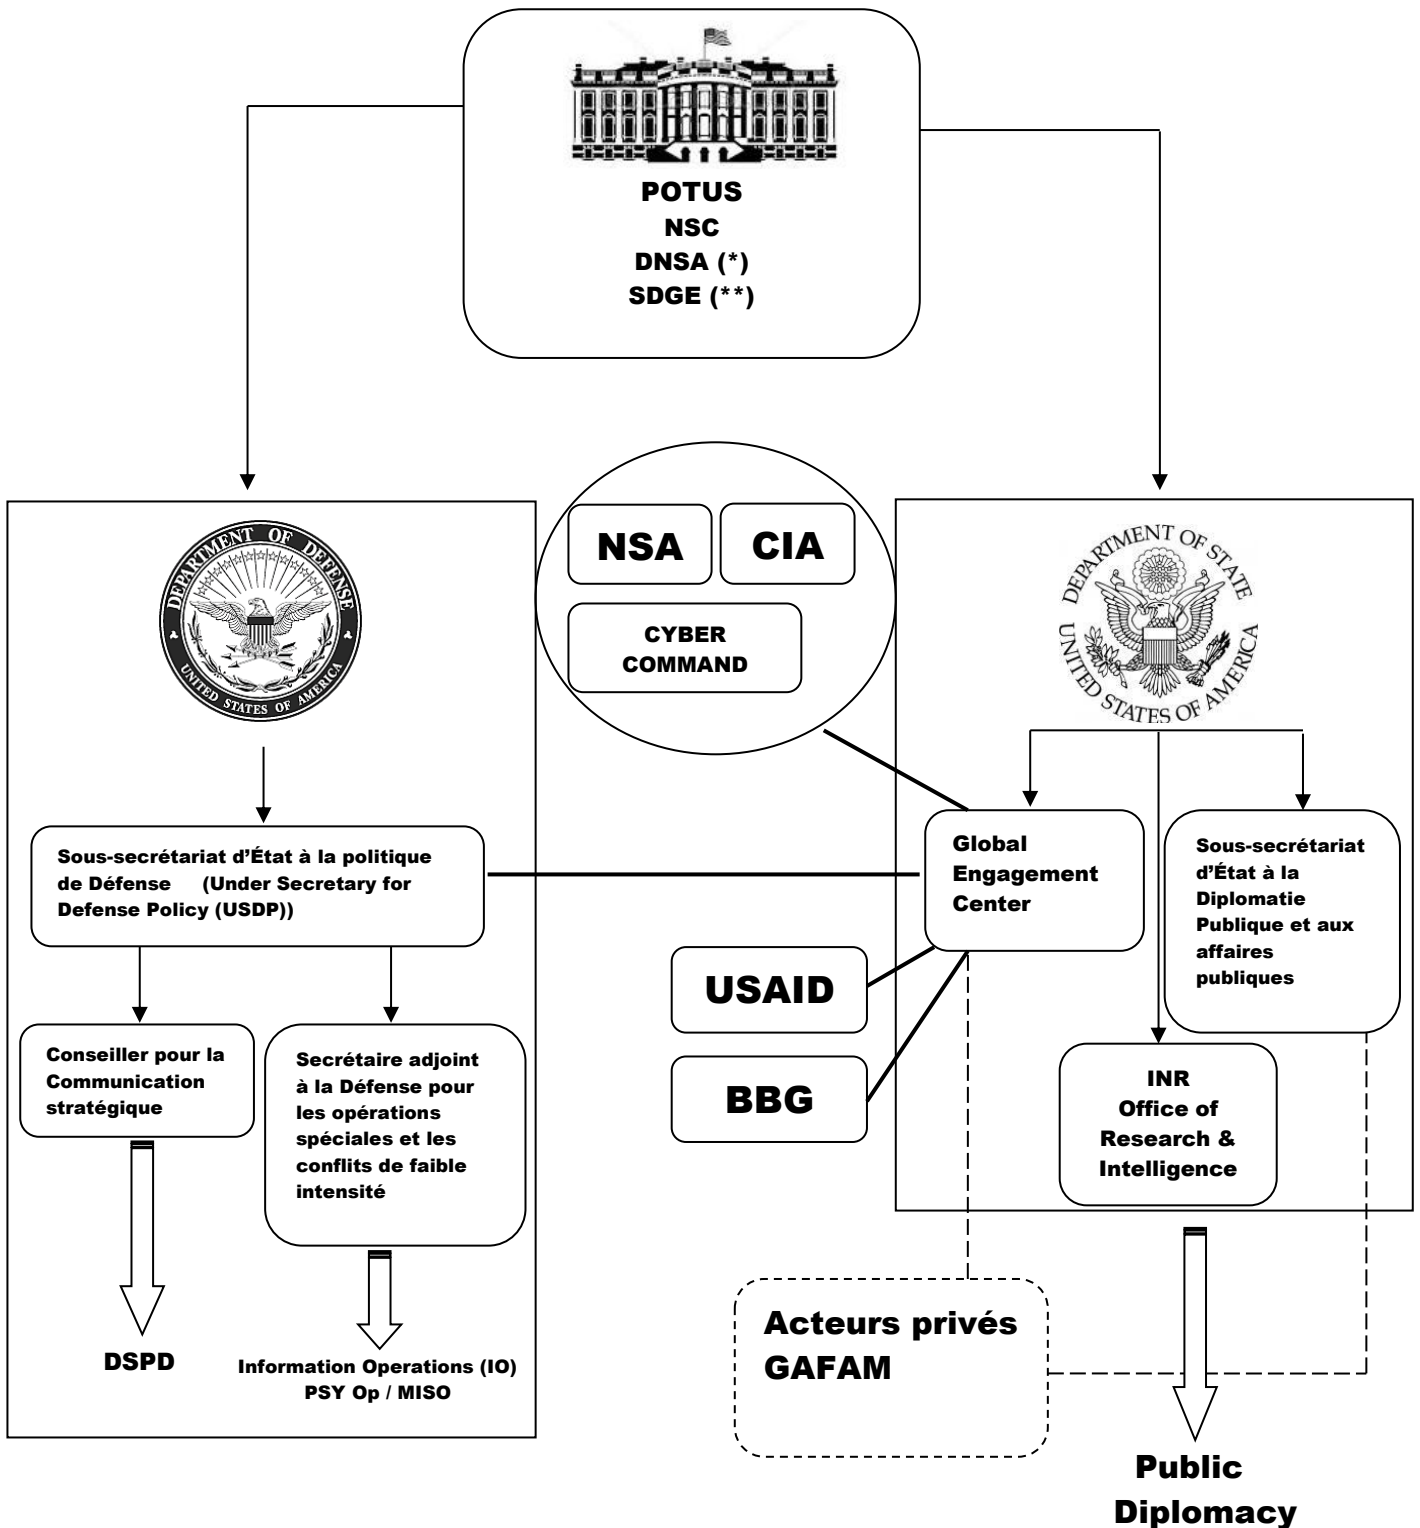 POTUS
NSC
DNSA (*)
SDGE (**)
DEPARTMENT OF DEFENSE
UNITED STATES OF AMERICA
NSA
CIA
CYBER
COMMAND
DEPARTMENT OF STATE
UNITED STATES OF AMERICA
Sous-secrétariat d’État à la politique
de Défense (Under Secretary for
Defense Policy (USDP))
Global
Engagement
Center
Sous-secrétariat
d’État à la
Diplomatie
Publique et aux
affaires
publiques
USAID
BBG
Conseiller pour la
Communication
stratégique
Secrétaire adjoint
à la Défense pour
les opérations
spéciales et les
conflits de faible
intensité
INR
Office of
Research &
Intelligence
DSPD
Information Operations (IO)
PSY Op / MISO
Acteurs privés
GAFAM
Public
Diplomacy